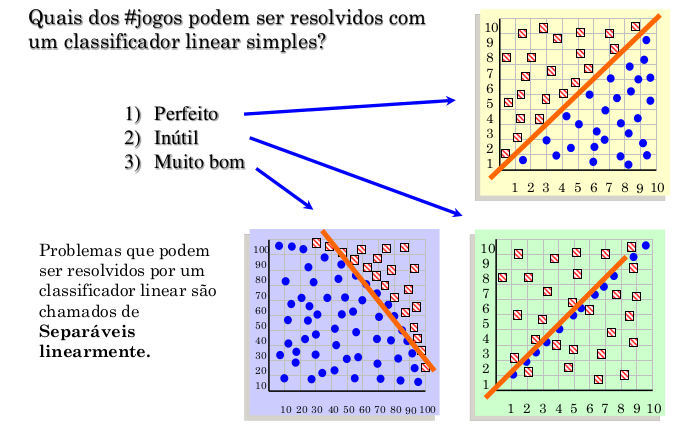 Quais dos #jogos podem ser resolvidos com
um classificador linear simples?
1) Perfeito
2) Inútil
3) Muito bom
10
9
8
7
6
5
4
3
2
1
1 2 3 4 5 6 7 8 9 10
Problemas que podem
ser resolvidos por um
classificador linear são
chamados de
Separáveis
linearmente.
100
90
80
70
60
50
40
30
20
10
10 20 30 40 50 60 70 80 90 100
10
9
8
7
6
5
4
3
2
1
1 2 3 4 5 6 7 8 9 10